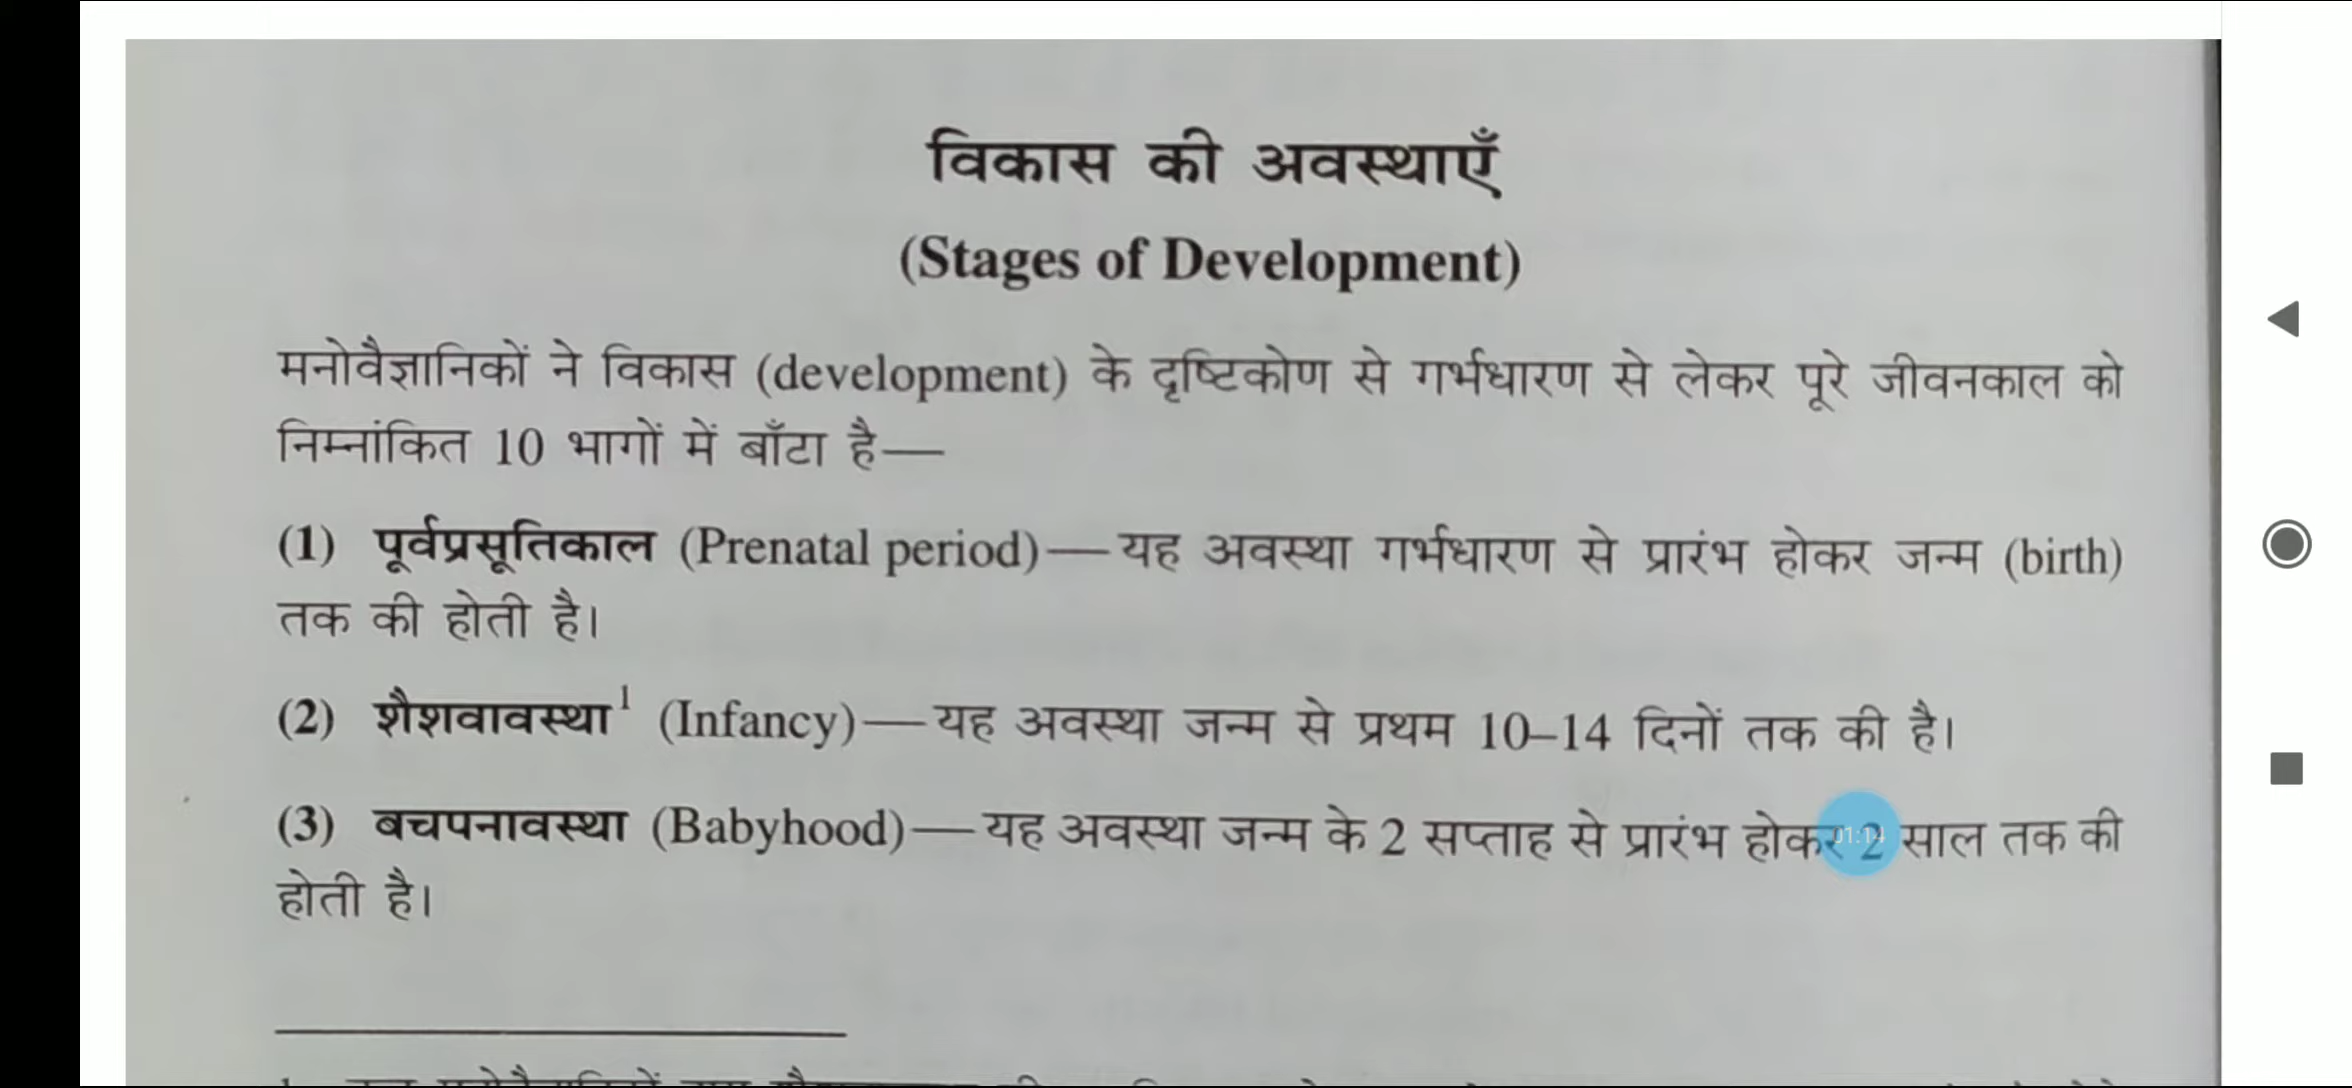 विकास की अवस्थाएँ
(Stages of Development)
मनोवैज्ञानिकों ने विकास (development) के दृष्टिकोण से गर्भधारण से लेकर पूरे जीवनकाल को
निम्नांकित 10 भागों में बाँटा है—
(1) पूर्वप्रसूतिकाल (Prenatal period)—यह अवस्था गर्भधारण से प्रारंभ होकर जन्म (birth)
तक की होती है।
(2) शैशवावस्था¹ (Infancy)—यह अवस्था जन्म से प्रथम 10–14 दिनों तक की है।
(3) बचपनावस्था (Babyhood)—यह अवस्था जन्म के 2 सप्ताह से प्रारंभ होकर 2 साल तक की
01:14
होती है।